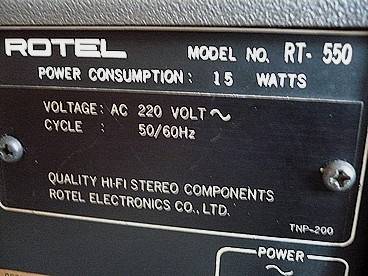 ROTEL MODEL NO. RT-550
POWER CONSUMPTION: 15 WATTS
VOLTAGE: AC 220 VOLT~
CYCLE : 50/60Hz
QUALITY HI-FI STEREO COMPONENTS
ROTEL ELECTRONICS CO., LTD.
TNP-200
POWER